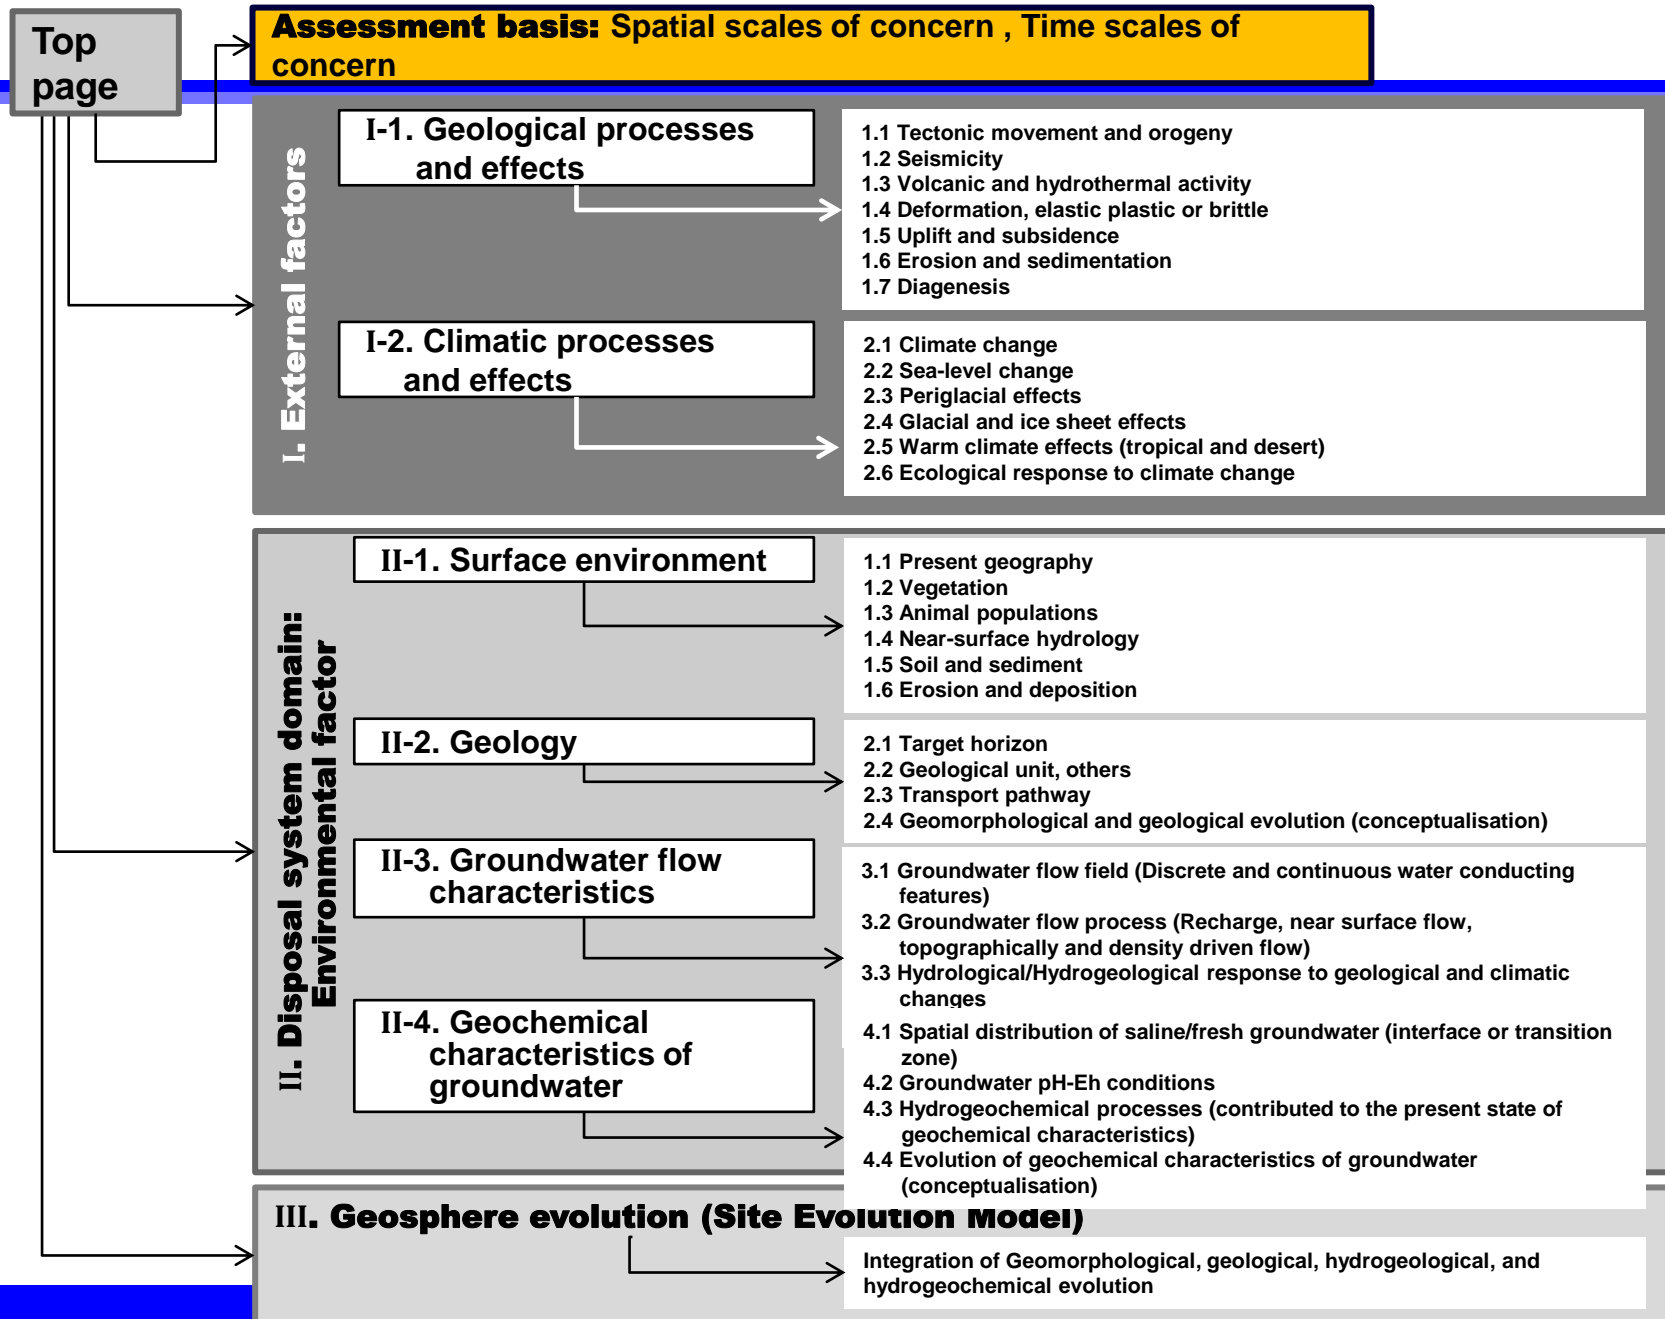 Top
page
Assessment basis: Spatial scales of concern , Time scales of
concern
I. External factors
I-1. Geological processes
and effects
1.1 Tectonic movement and orogeny
1.2 Seismicity
1.3 Volcanic and hydrothermal activity
1.4 Deformation, elastic plastic or brittle
1.5 Uplift and subsidence
1.6 Erosion and sedimentation
1.7 Diagenesis
I-2. Climatic processes
and effects
2.1 Climate change
2.2 Sea-level change
2.3 Periglacial effects
2.4 Glacial and ice sheet effects
2.5 Warm climate effects (tropical and desert)
2.6 Ecological response to climate change
II. Disposal system domain:
Environmental factor
II-1. Surface environment
1.1 Present geography
1.2 Vegetation
1.3 Animal populations
1.4 Near-surface hydrology
1.5 Soil and sediment
1.6 Erosion and deposition
II-2. Geology
2.1 Target horizon
2.2 Geological unit, others
2.3 Transport pathway
2.4 Geomorphological and geological evolution (conceptualisation)
II-3. Groundwater flow
characteristics
3.1 Groundwater flow field (Discrete and continuous water conducting
features)
3.2 Groundwater flow process (Recharge, near surface flow,
topographically and density driven flow)
3.3 Hydrological/Hydrogeological response to geological and climatic
changes
II-4. Geochemical
characteristics of
groundwater
4.1 Spatial distribution of saline/fresh groundwater (interface or transition
zone)
4.2 Groundwater pH-Eh conditions
4.3 Hydrogeochemical processes (contributed to the present state of
geochemical characteristics)
4.4 Evolution of geochemical characteristics of groundwater
(conceptualisation)
III. Geosphere evolution (Site Evolution Model)
Integration of Geomorphological, geological, hydrogeological, and
hydrogeochemical evolution